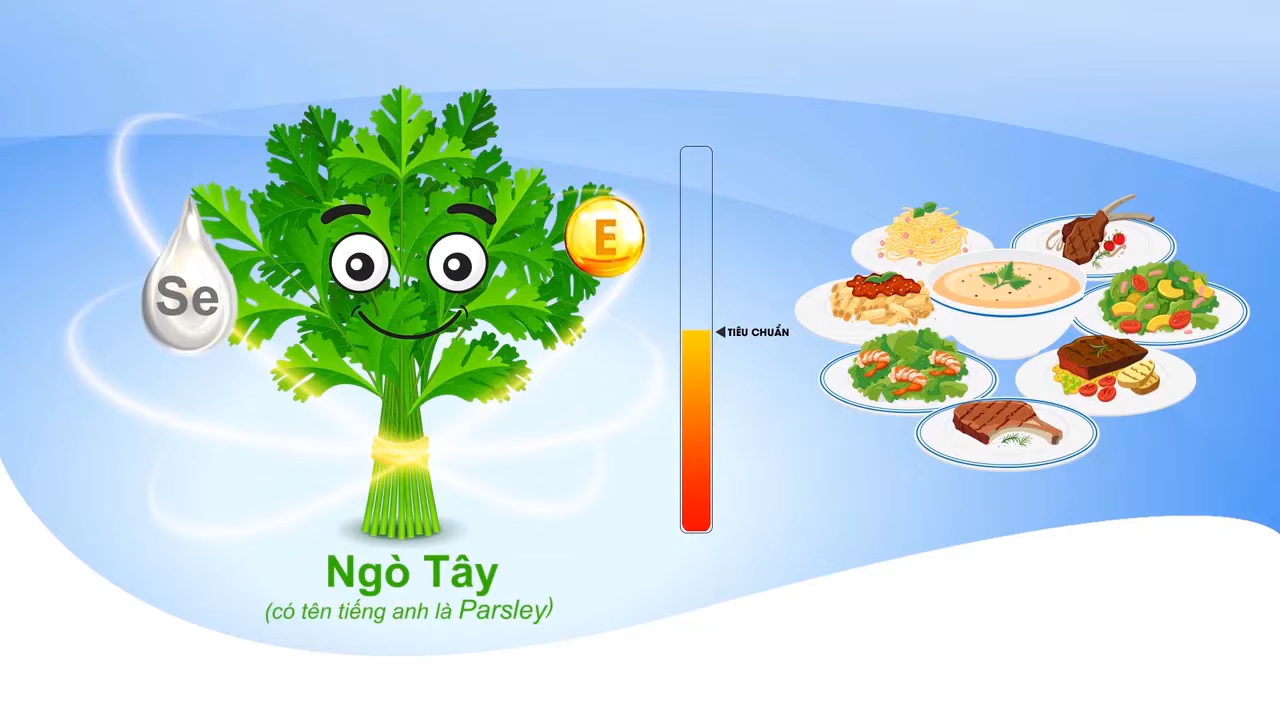 Se
E
TIÊU CHUẨN
Ngò Tây
(có tên tiếng anh là Parsley)